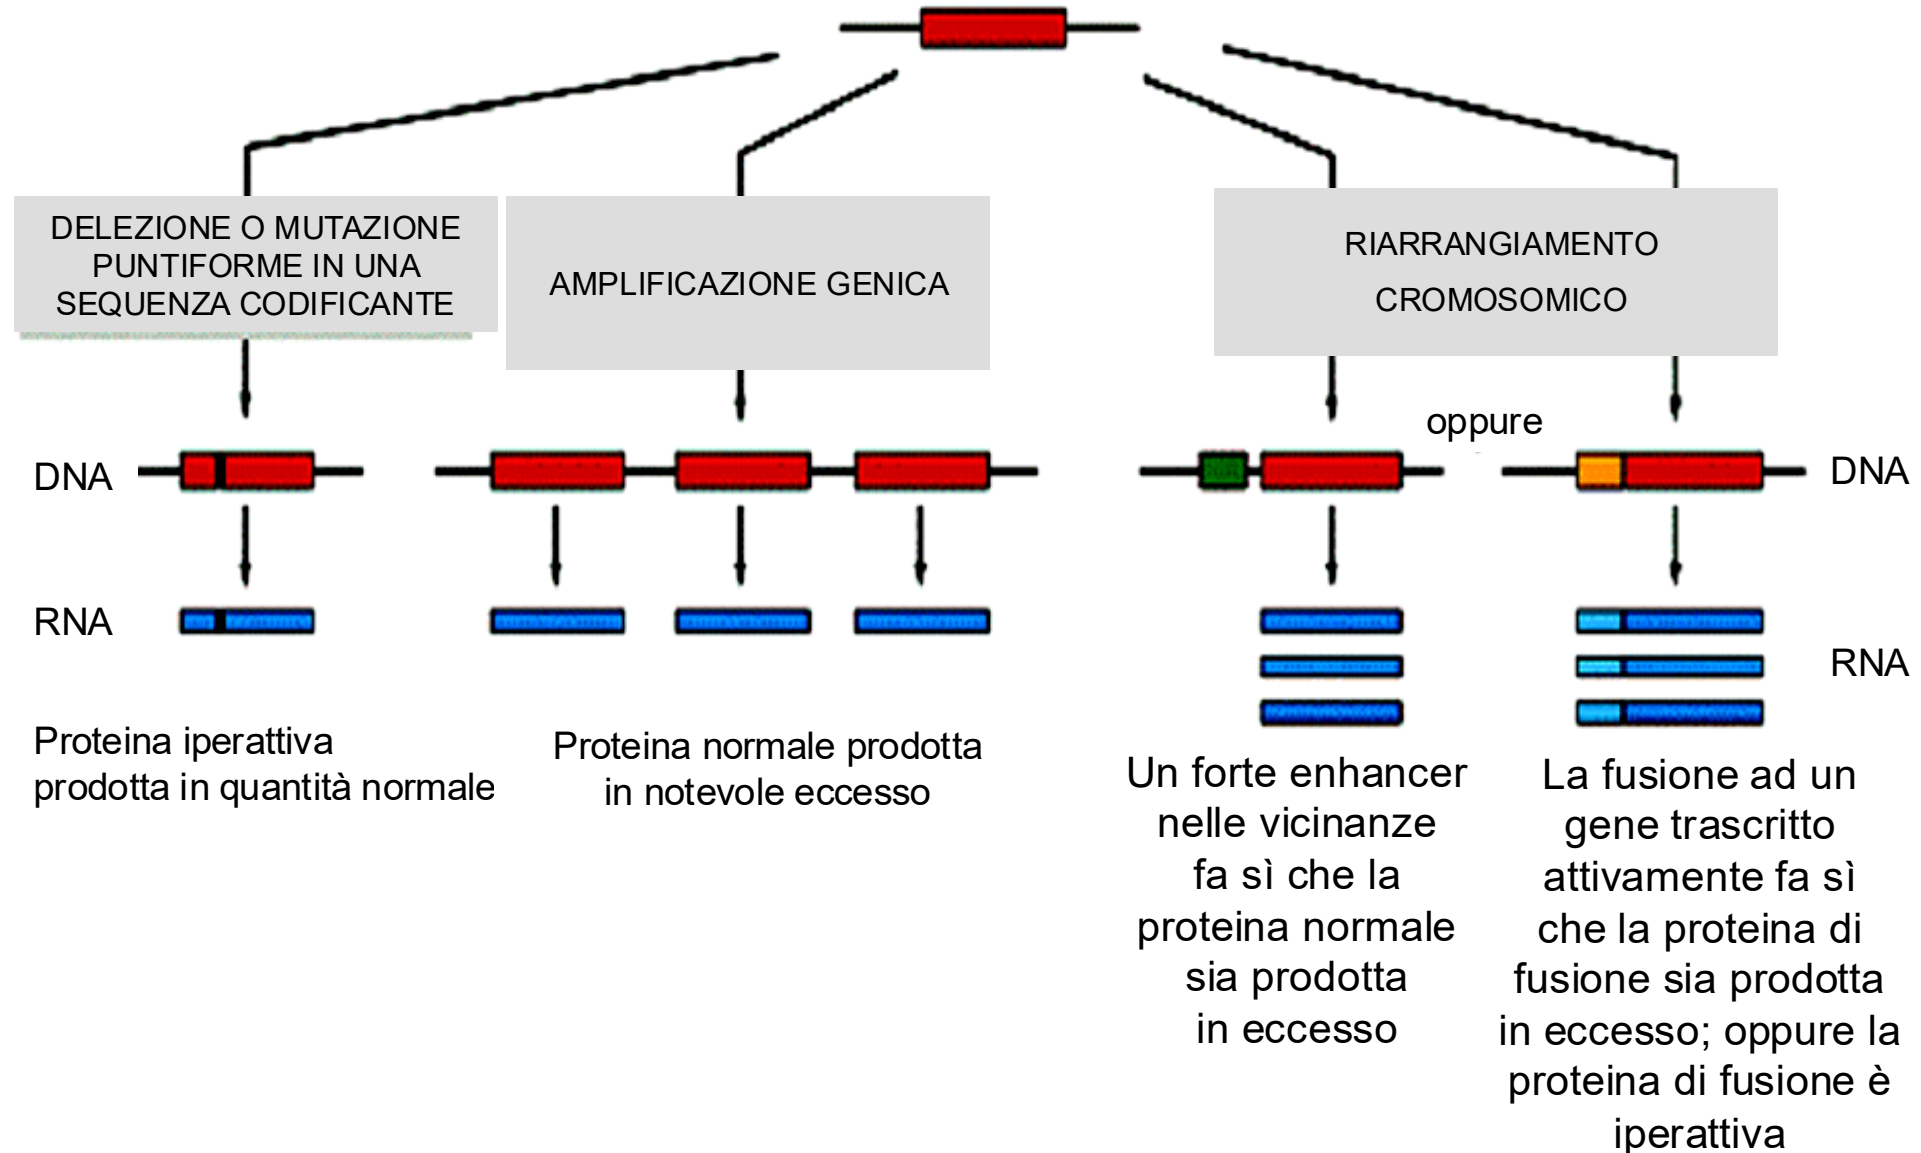 DELEZIONE O MUTAZIONE
PUNTIFORME IN UNA
SEQUENZA CODIFICANTE
AMPLIFICAZIONE GENICA
RIARRANGIAMENTO
CROMOSOMICO
oppure
DNA
DNA
RNA
RNA
Proteina iperattiva
prodotta in quantità normale
Proteina normale prodotta
in notevole eccesso
Un forte enhancer
nelle vicinanze
fa sì che la
proteina normale
sia prodotta
in eccesso
La fusione ad un
gene trascritto
attivamente fa sì
che la proteina di
fusione sia prodotta
in eccesso; oppure la
proteina di fusione è
iperattiva